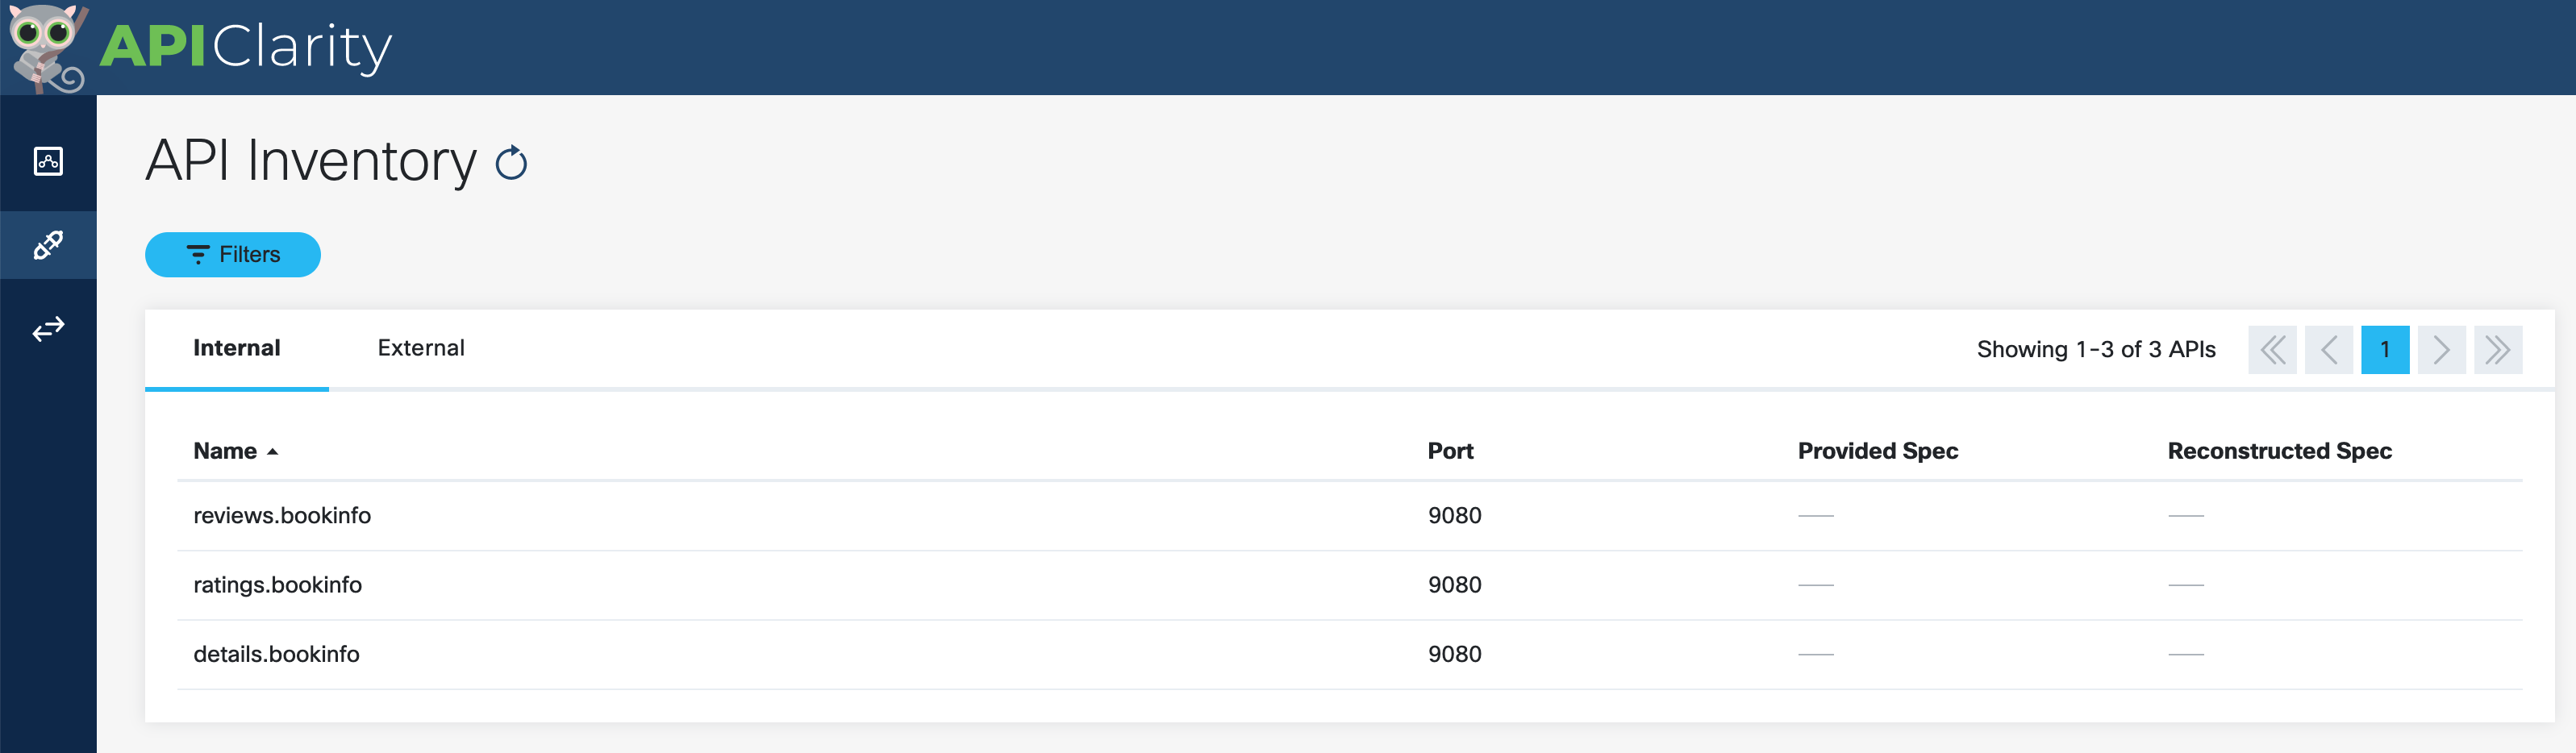 APIClarity
API Inventory
Filters
Internal External Showing 1-3 of 3 APIs 1
Name Port Provided Spec Reconstructed Spec
reviews.bookinfo 9080
ratings.bookinfo 9080
details.bookinfo 9080